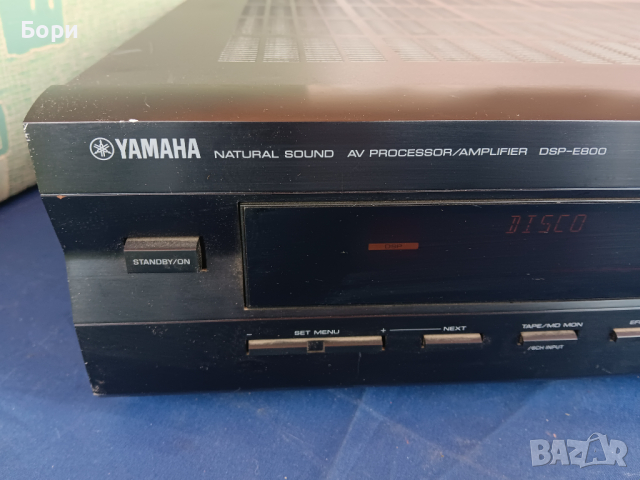 Бори
YAMAHA NATURAL SOUND AV PROCESSOR/AMPLIFIER DSP-E800
DISCO
STANDBY/ON
– SET MENU + NEXT TAPE/MD MON
/6CH INPUT
BAZAR
bg